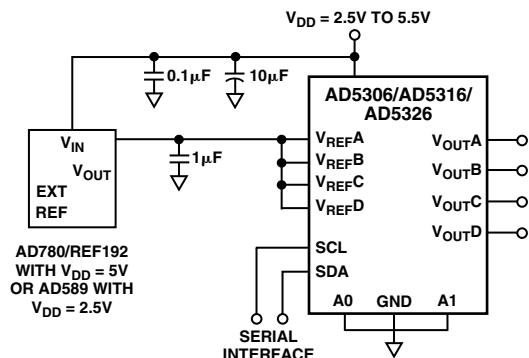 V_DD = 2.5V TO 5.5V
0.1μF
10μF
AD5306/AD5316/
AD5326
V_IN
V_OUT
EXT
REF
1μF
V_REFA
V_REFB
V_REFC
V_REFD
V_OUTA
V_OUTB
V_OUTC
V_OUTD
SCL
SDA
A0 GND A1
AD780/REF192
WITH V_DD = 5V
OR AD589 WITH
V_DD = 2.5V
SERIAL
INTERFACE